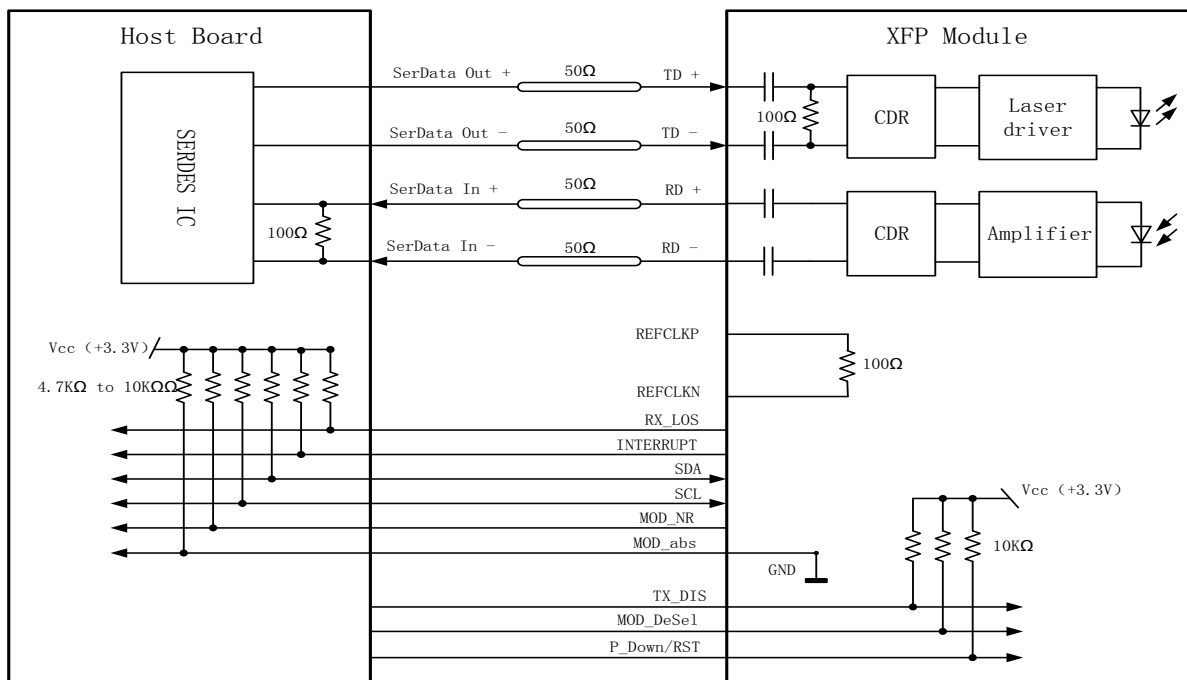 Host Board
XFP Module
SERDES IC
SerData Out +
50Ω
TD +
100Ω
CDR
Laser
driver
SerData Out -
50Ω
TD -
SerData In +
50Ω
RD +
100Ω
SerData In -
50Ω
RD -
CDR
Amplifier
REFCLKP
100Ω
REFCLKN
Vcc (+3.3V)
4.7KΩ to 10KΩΩ
RX_LOS
INTERRUPT
SDA
SCL
MOD_NR
MOD_abs
GND
Vcc (+3.3V)
10KΩ
TX_DIS
MOD_DeSel
P_Down/RST